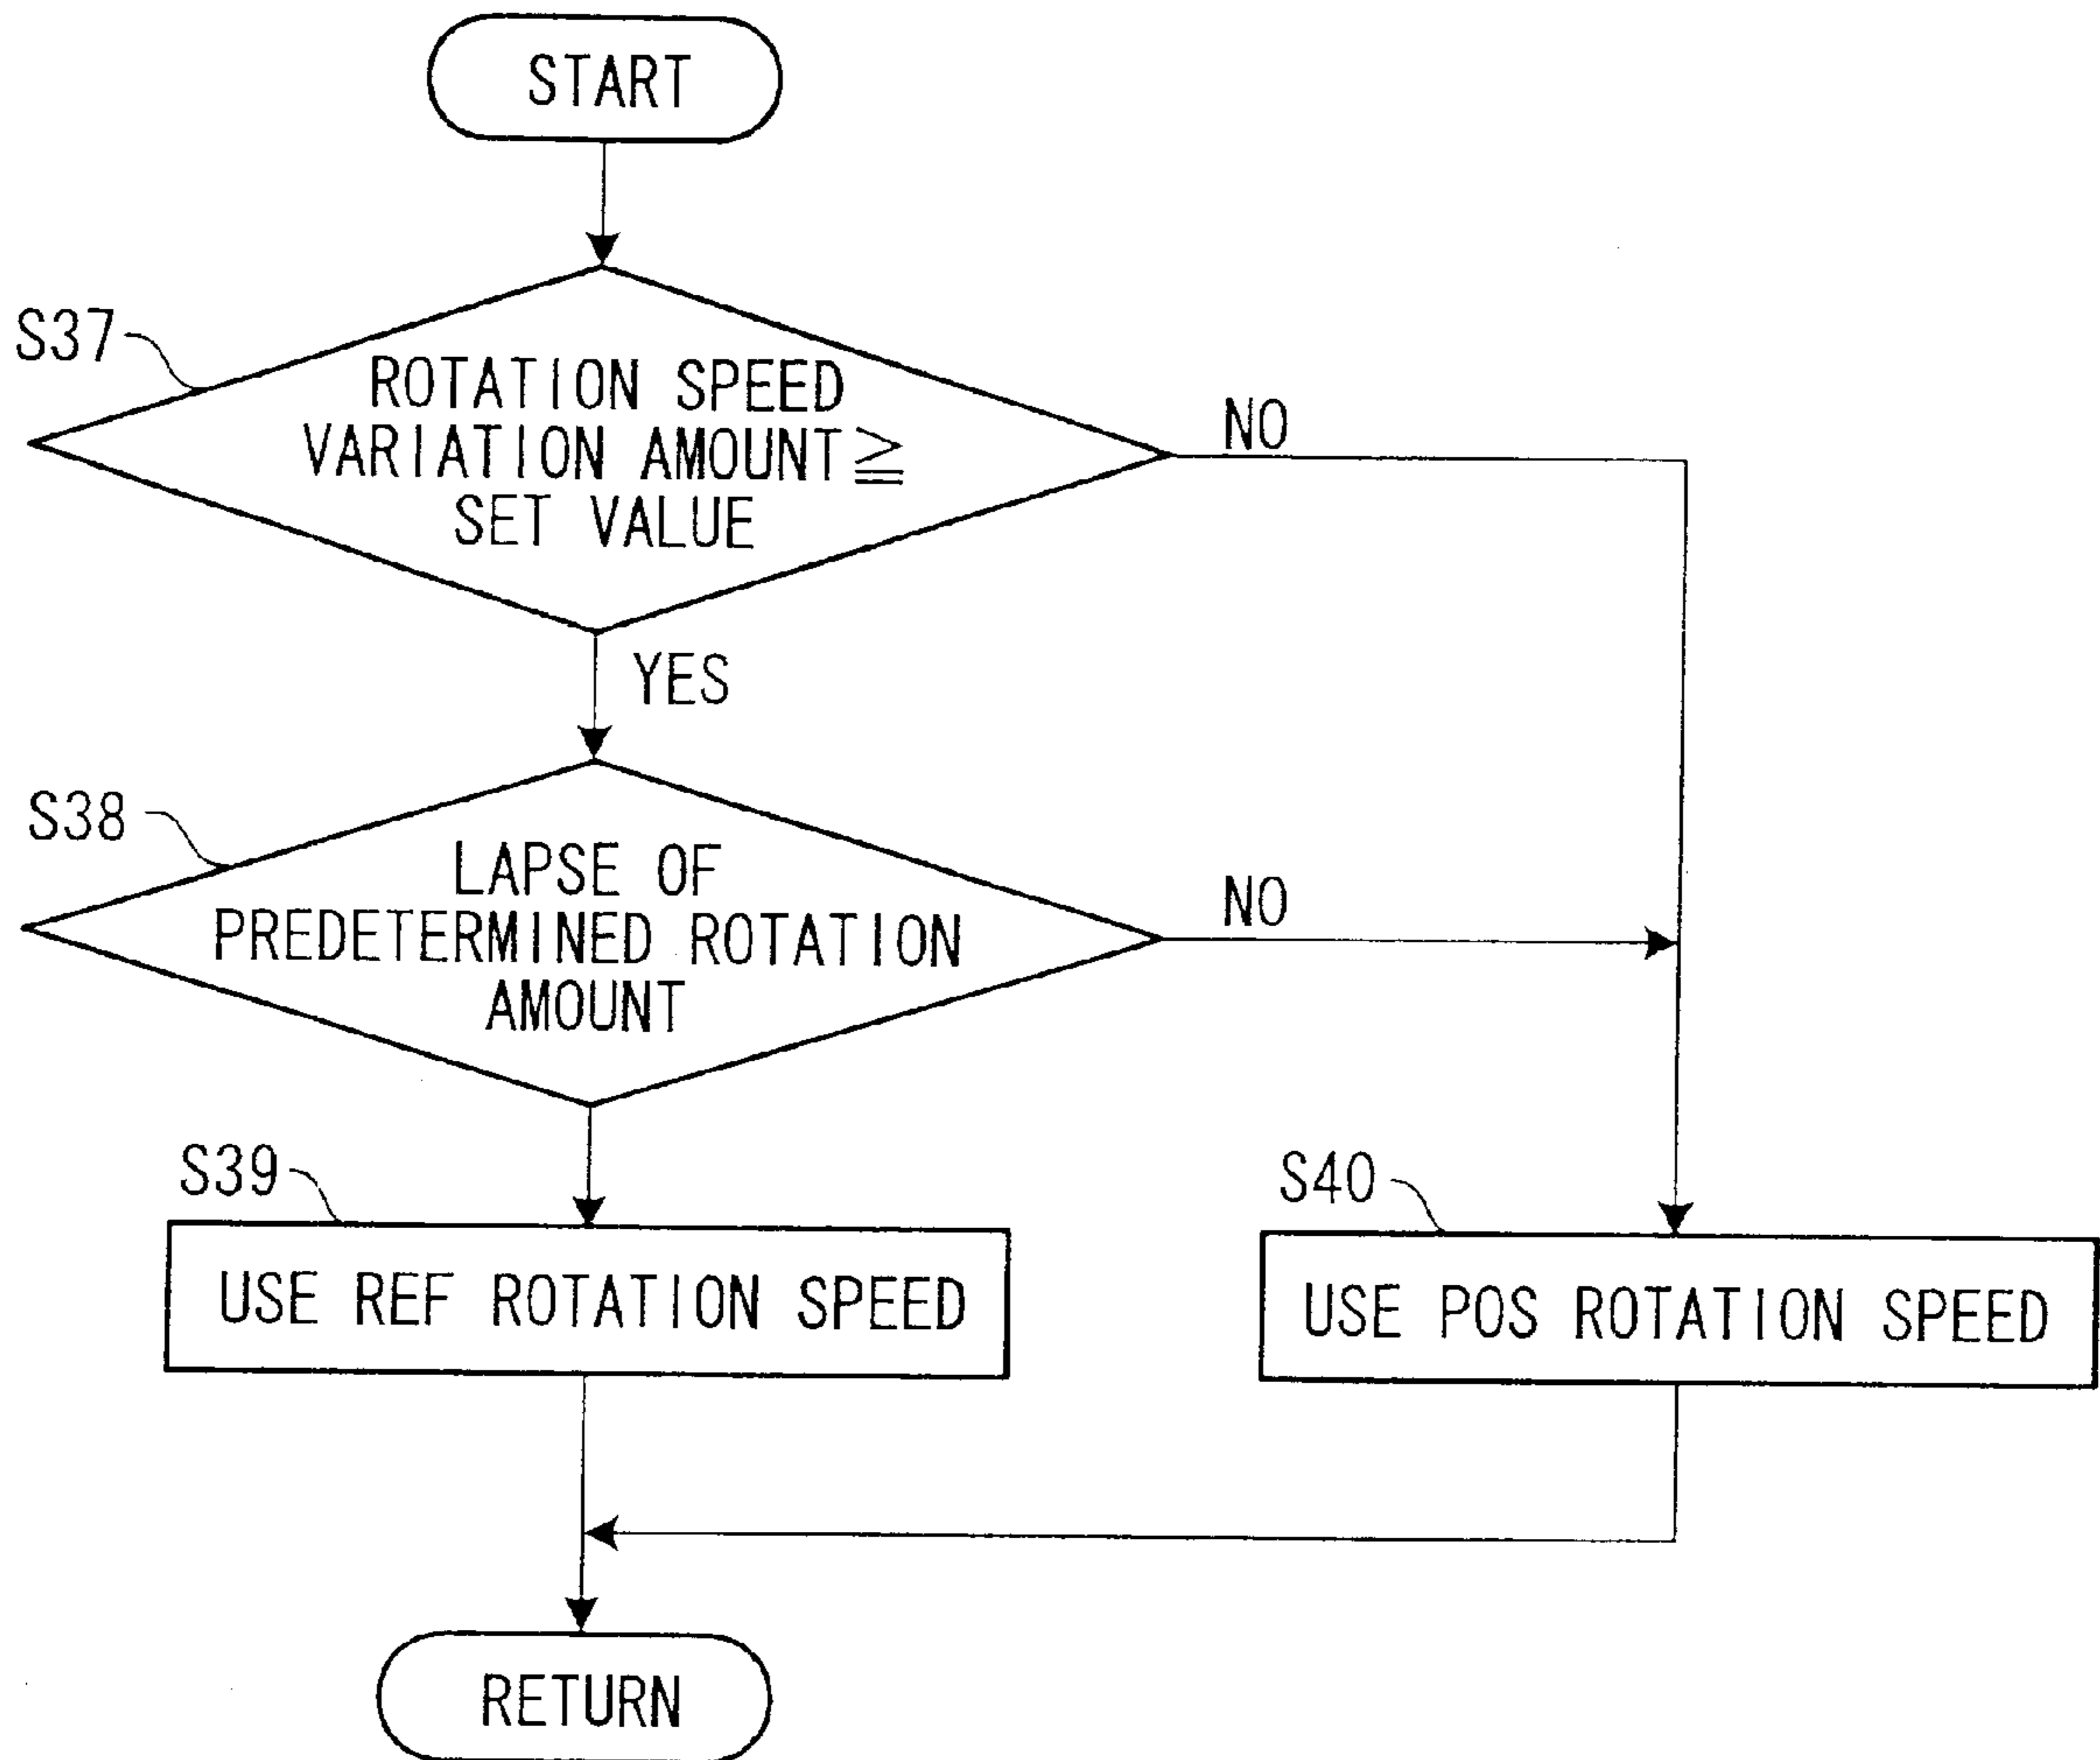 START
S37
ROTATION SPEED
VARIATION AMOUNT≧
SET VALUE
NO
YES
S38
LAPSE OF
PREDETERMINED ROTATION
AMOUNT
NO
S39
USE REF ROTATION SPEED
S40
USE POS ROTATION SPEED
RETURN